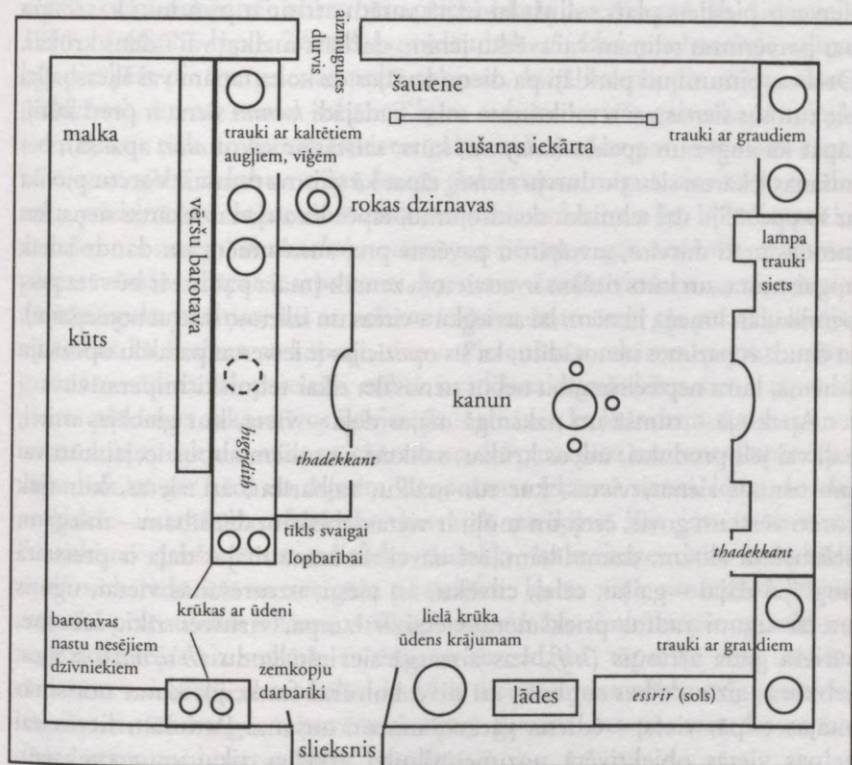 aizmugures
durvis
malka
šautene
trauki ar kaltētiem
augļiem, vīģēm
aušanas iekārta
trauki ar graudiem
rokas dzirnavas
vēršu barotava
lampa
trauki
siets
kūts
kanun
thadekkant
thadekkant
tīkls svaigai
lopbarībai
krūkas ar ūdeni
barotavas
nastu nesējiem
dzīvniekiem
zemkopju
darbarīki
lielā krūka
ūdens krājumam
trauki ar graudiem
lādes
essrir (sols)
slieksnis